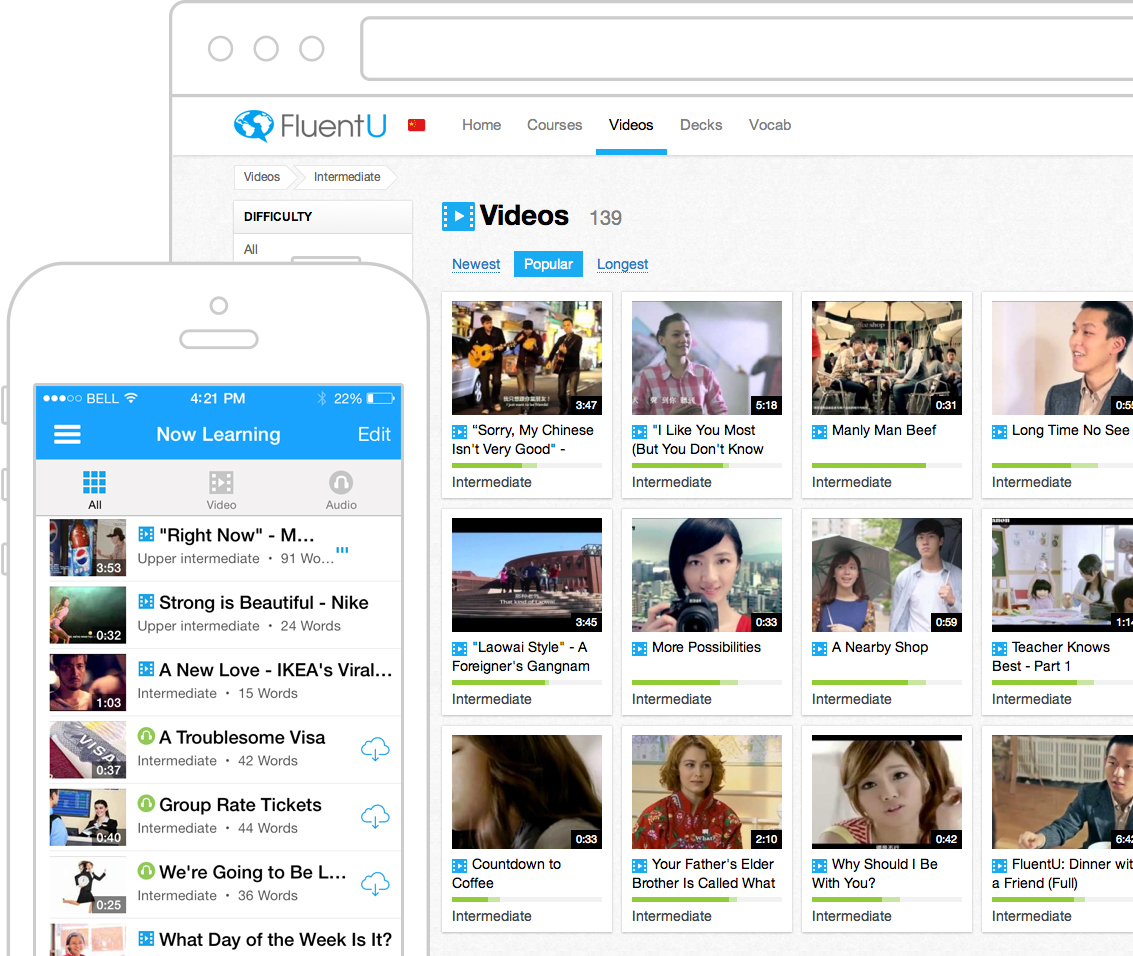 FluentU
Home
Courses
Videos
Decks
Vocab
Videos
Intermediate
DIFFICULTY
All
Videos 139
Newest
Popular
Longest
3:47
"Sorry, My Chinese
Isn't Very Good" -
Intermediate
5:18
"I Like You Most
(But You Don't Know
Intermediate
0:31
Manly Man Beef
Intermediate
0:55
Long Time No See
Intermediate
3:45
"Laowai Style" - A
Foreigner's Gangnam
Intermediate
0:33
More Possibilities
Intermediate
0:59
A Nearby Shop
Intermediate
1:14
Teacher Knows
Best - Part 1
Intermediate
0:33
Countdown to
Coffee
Intermediate
What?
2:10
Your Father's Elder
Brother Is Called What
Intermediate
0:42
Why Should I Be
With You?
Intermediate
6:42
FluentU: Dinner wit
a Friend (Full)
Intermediate
BELL
4:21 PM
22%
Now Learning
Edit
All
Video
Audio
3:53
"Right Now" - M...
Upper intermediate • 91 Wo...
0:32
Strong is Beautiful - Nike
Upper intermediate • 24 Words
1:03
A New Love - IKEA's Viral...
Intermediate • 15 Words
VISA
0:37
A Troublesome Visa
Intermediate • 42 Words
0:40
Group Rate Tickets
Intermediate • 44 Words
0:25
We're Going to Be L...
Intermediate • 36 Words
What Day of the Week Is It?